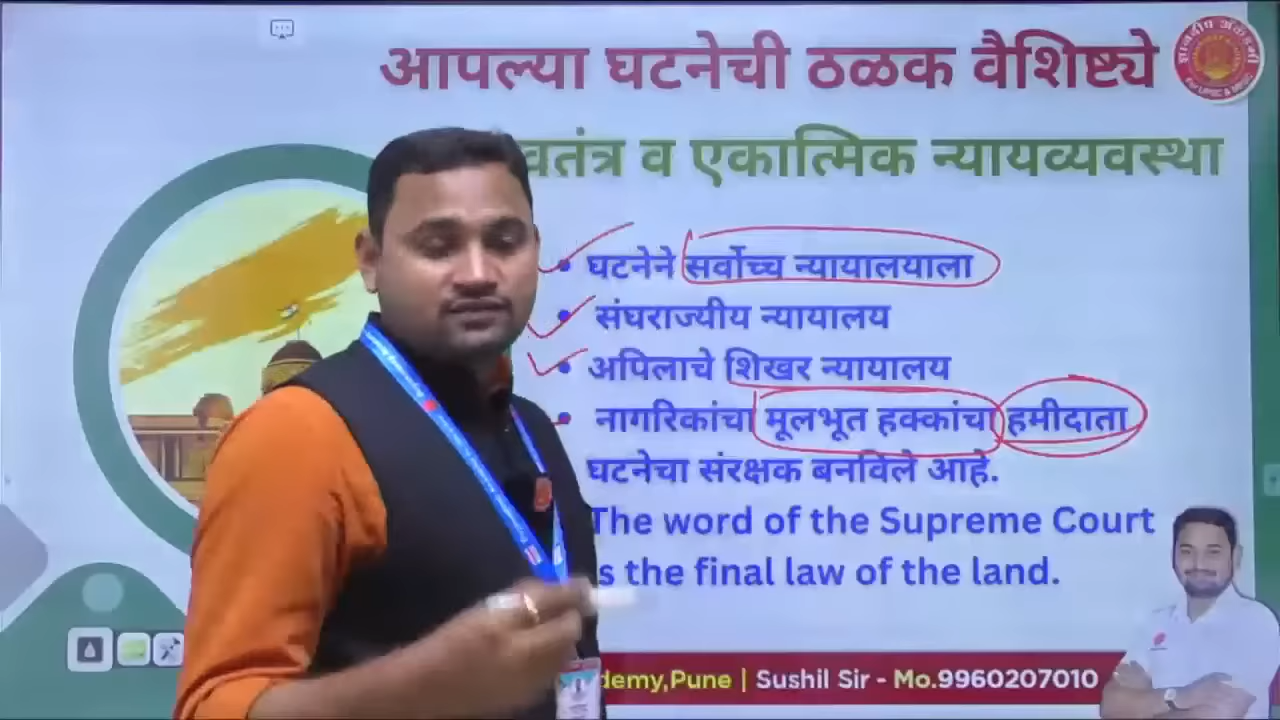 आपल्या घटनेची ठळक वैशिष्ट्ये
व एकात्मिक न्यायव्यवस्था
घटनेने सर्वोच्च न्यायालयाला
संघराज्यीय न्यायालय
अपिलाचे शिखर न्यायालय
नागरिकांचा मूलभूत हक्कांचा हमीदाता
घटनेचा संरक्षक बनविले आहे.
The word of the Supreme Court
the final law of the land.
Pune | Sushil Sir - Mo.9960207010